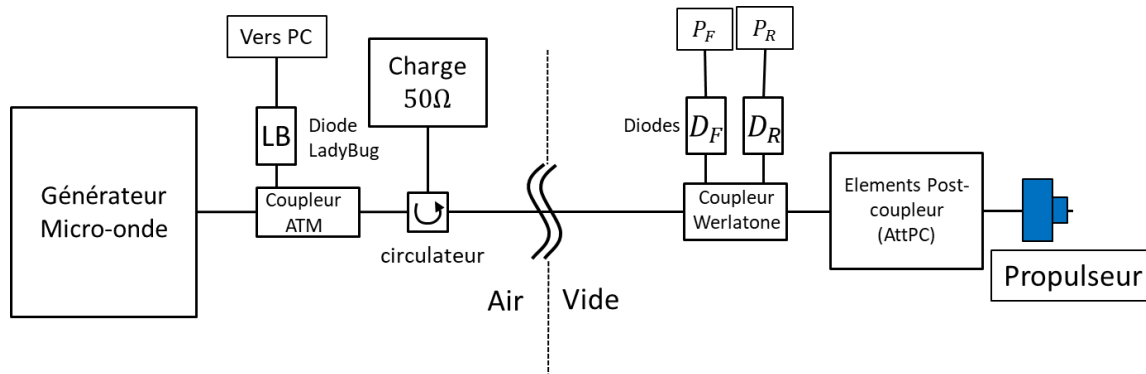 Vers PC
LB
Diode
LadyBug
Charge
50Ω
Générateur
Micro-onde
Coupleur
ATM
circulateur
Air
Vide
P_F
P_R
Diodes
D_F
D_R
Coupleur
Werlatone
Elements Post-
coupleur
(AttPC)
Propulseur